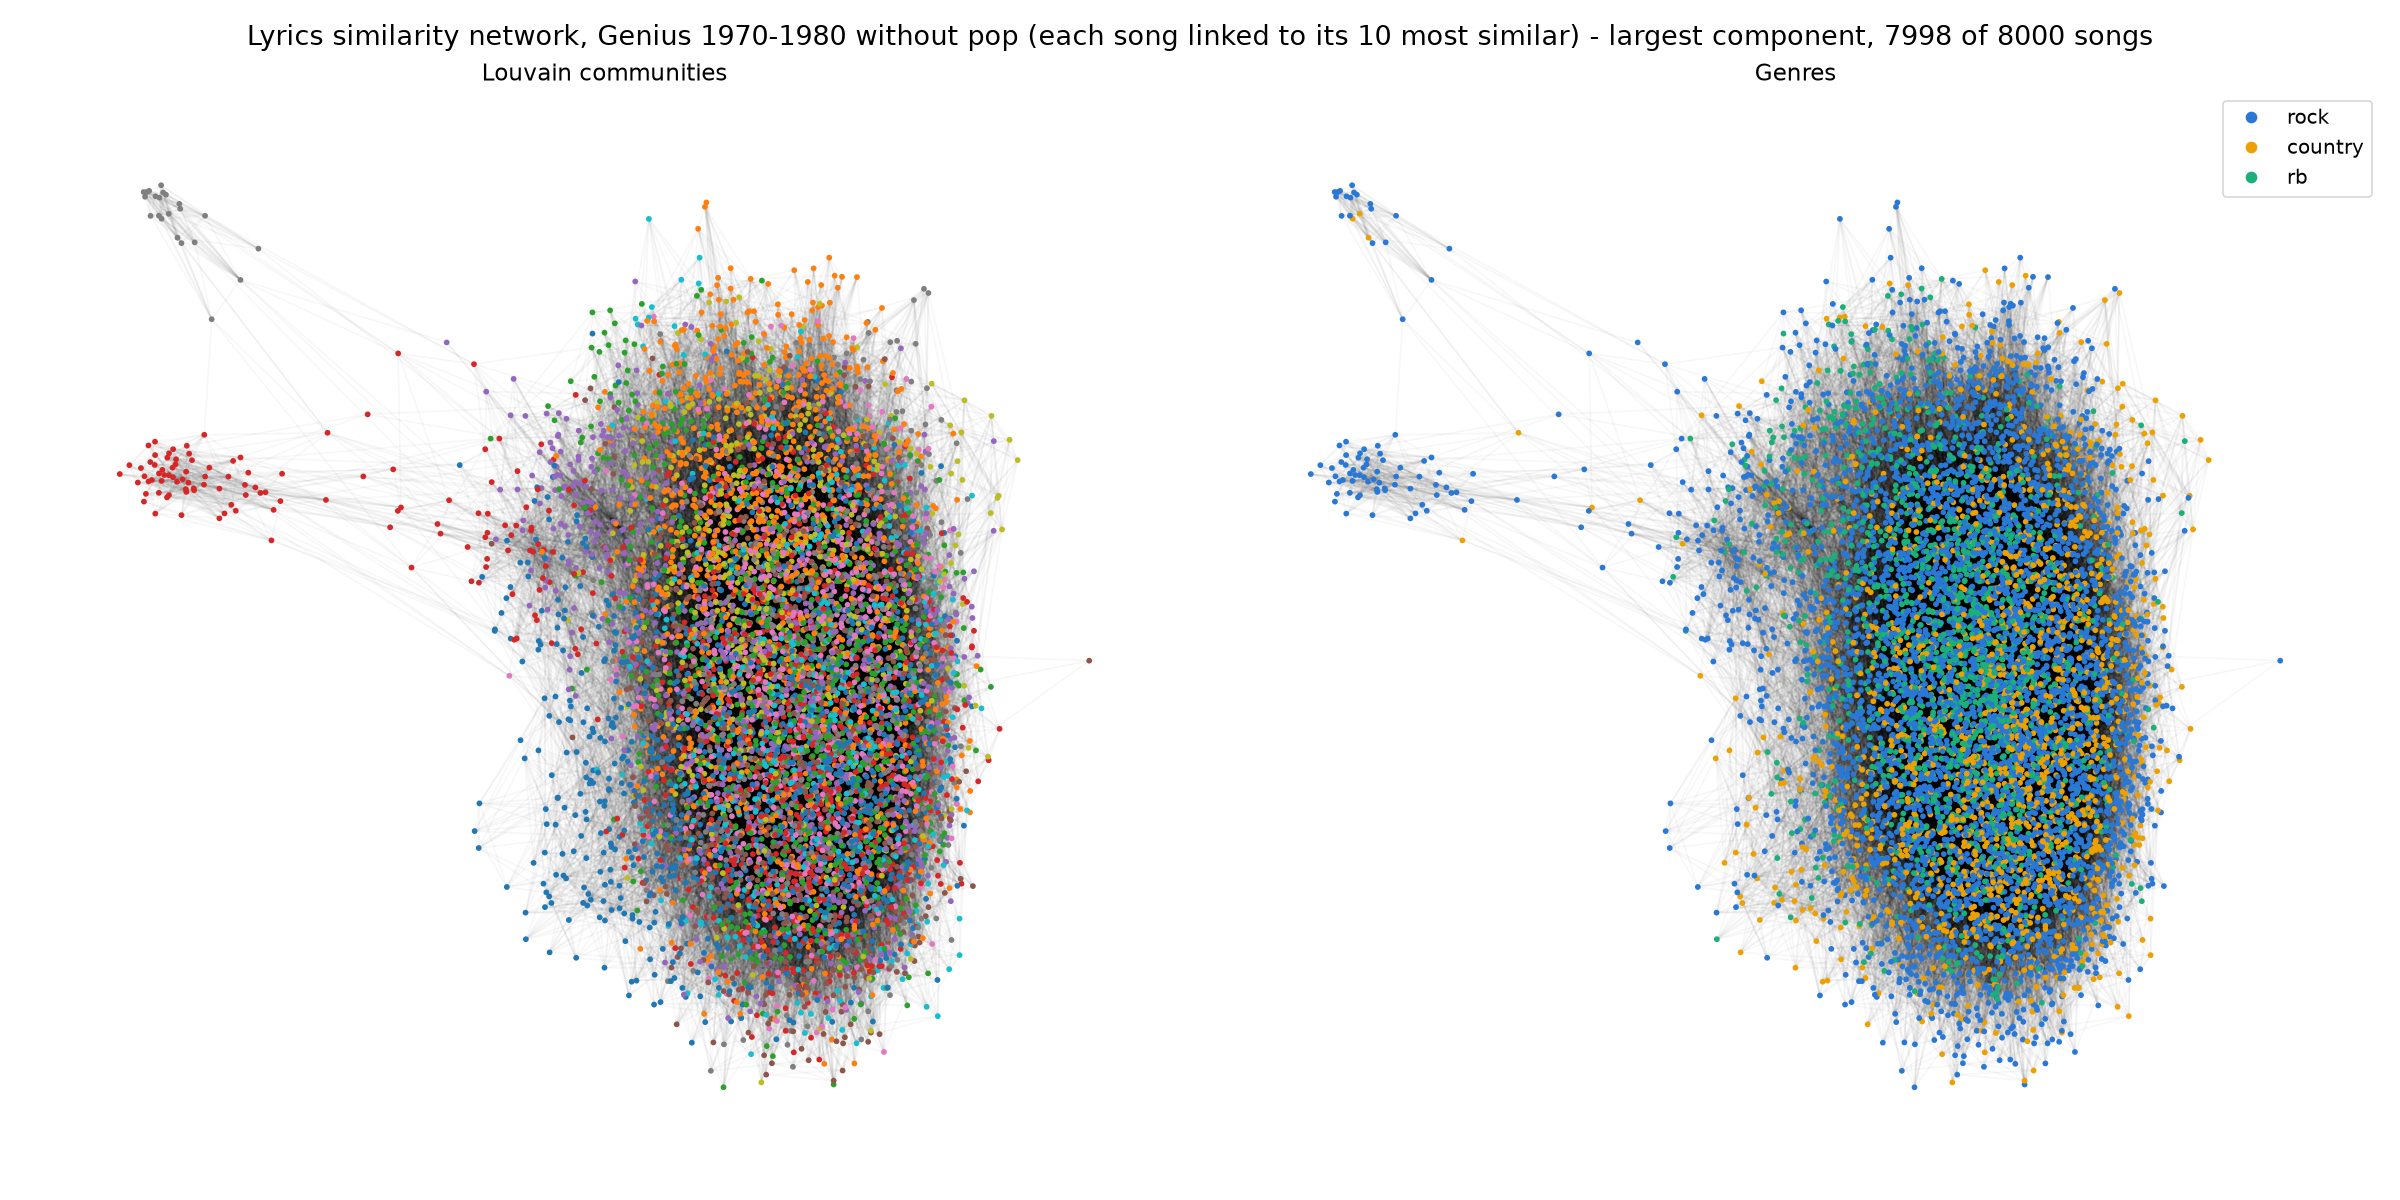 Lyrics similarity network, Genius 1970-1980 without pop (each song linked to its 10 most similar) - largest component, 7998 of 8000 songs
Louvain communities
Genres
rock
country
rb